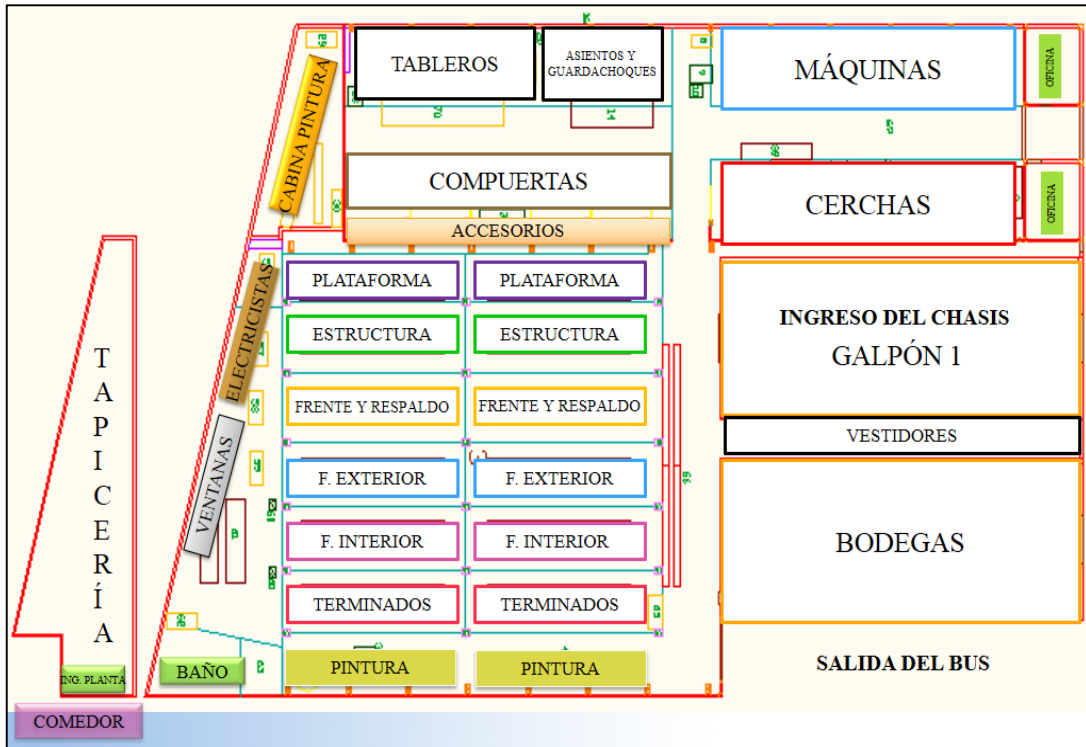 TABLEROS
ASIENTOS Y
GUARDACHOQUES
MÁQUINAS
OFICINA
CABINA PINTURA
COMPUERTAS
CERCHAS
OFICINA
ACCESORIOS
PLATAFORMA
PLATAFORMA
ELECTRICISTAS
ESTRUCTURA
ESTRUCTURA
INGRESO DEL CHASIS
GALPÓN 1
TAPICERÍA
FRENTE Y RESPALDO
FRENTE Y RESPALDO
VESTIDORES
VENTANAS
F. EXTERIOR
F. EXTERIOR
F. INTERIOR
F. INTERIOR
BODEGAS
TERMINADOS
TERMINADOS
ING. PLANTA
BAÑO
PINTURA
PINTURA
SALIDA DEL BUS
COMEDOR